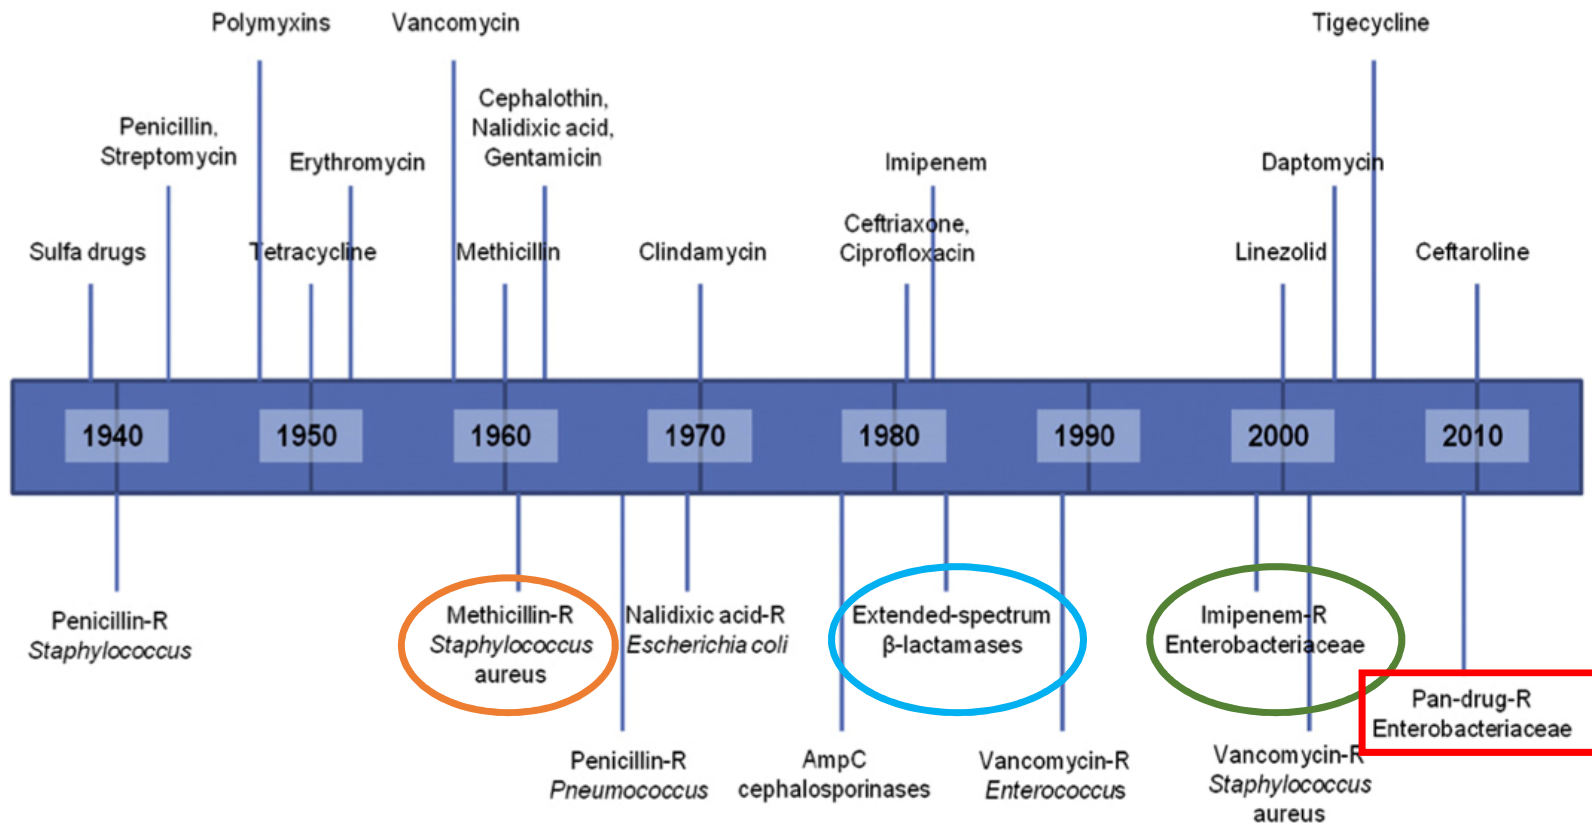 Polymyxins
Vancomycin
Tigecycline
Cephalothin,
Nalidixic acid,
Gentamicin
Penicillin,
Streptomycin
Erythromycin
Imipenem
Daptomycin
Sulfa drugs
Tetracycline
Methicillin
Clindamycin
Ceftriaxone,
Ciprofloxacin
Linezolid
Ceftaroline
1940
1950
1960
1970
1980
1990
2000
2010
Penicillin-R
Staphylococcus
Methicillin-R
Staphylococcus
aureus
Nalidixic acid-R
Escherichia coli
Extended-spectrum
β-lactamases
Imipenem-R
Enterobacteriaceae
Pan-drug-R
Enterobacteriaceae
Penicillin-R
Pneumococcus
AmpC
cephalosporinases
Vancomycin-R
Enterococcus
Vancomycin-R
Staphylococcus
aureus